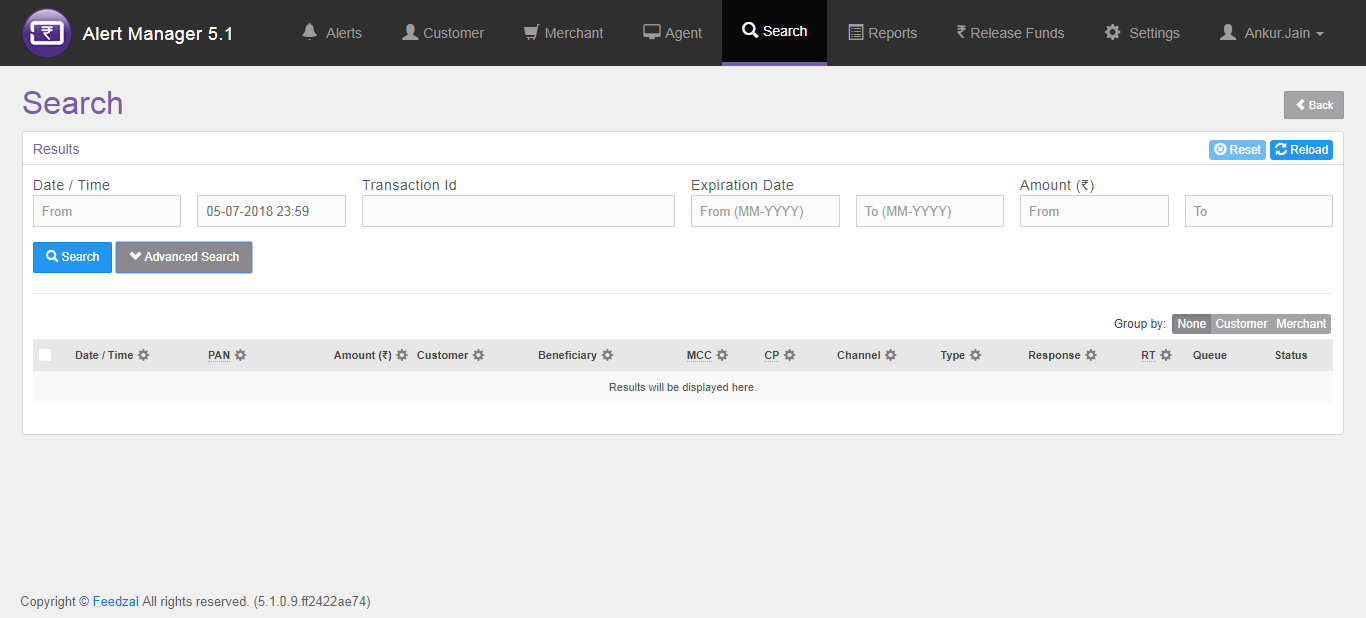 Alert Manager 5.1 Alerts Customer Merchant Agent Search Reports ₹ Release Funds Settings Ankur.Jain
Search
Back
Results Reset Reload
Date / Time Transaction Id Expiration Date Amount (₹)
From 05-07-2018 23:59 From (MM-YYYY) To (MM-YYYY) From To
Search Advanced Search
Group by: None Customer Merchant
Date / Time PAN Amount (₹) Customer Beneficiary MCC CP Channel Type Response RT Queue Status
Results will be displayed here.
Copyright © Feedzai All rights reserved. (5.1.0.9.ff2422ae74)